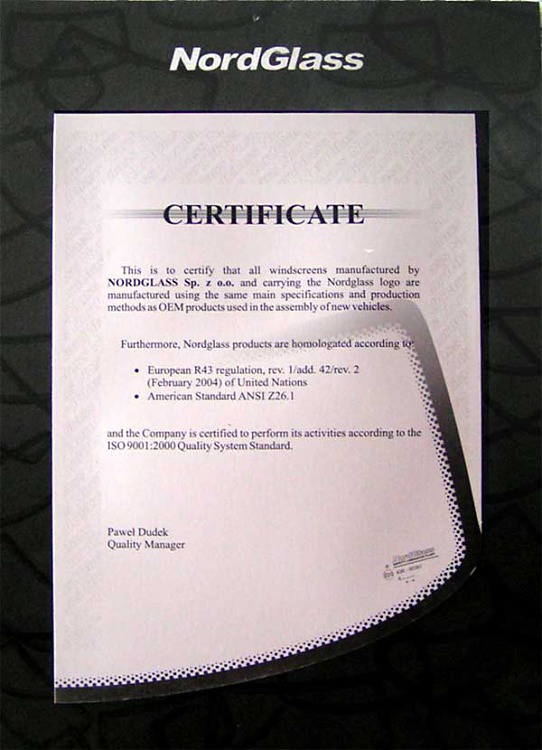 NordGlass
CERTIFICATE
This is to certify that all windscreens manufactured by
NORDGLASS Sp. z o.o. and carrying the Nordglass logo are
manufactured using the same main specifications and production
methods as OEM products used in the assembly of new vehicles.
Furthermore, Nordglass products are homologated according to:
• European R43 regulation, rev. 1/add. 42/rev. 2
(February 2004) of United Nations
• American Standard ANSI Z26.1
and the Company is certified to perform its activities according to the
ISO 9001:2000 Quality System Standard.
Paweł Dudek
Quality Manager
NordGlass